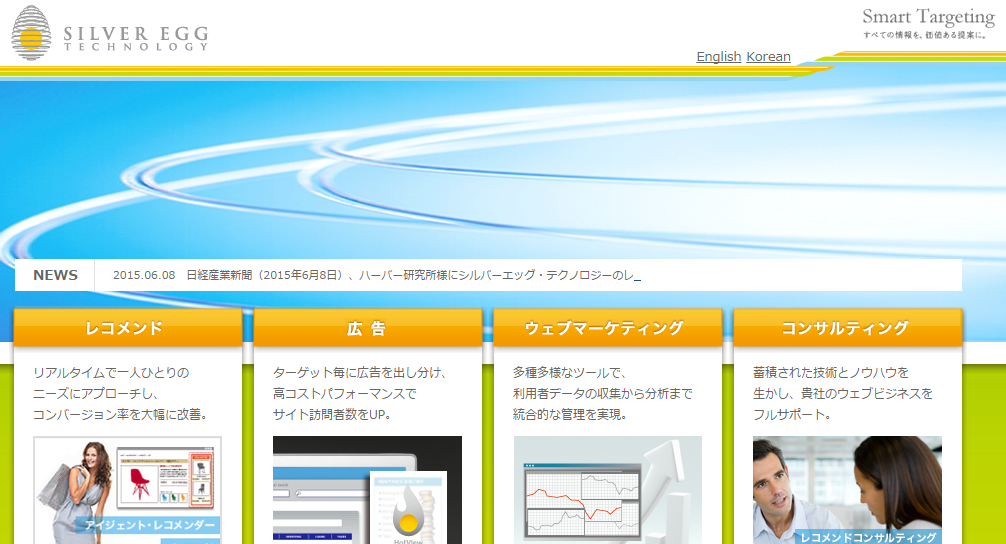 SILVER EGG
TECHNOLOGY
Smart Targeting
すべての情報を、価値ある提案に。
English Korean
NEWS 2015.06.08 日経産業新聞（2015年6月8日）、ハーバー研究所様にシルバーエッグ・テクノロジーのレ_
レコメンド
リアルタイムで一人ひとりの
ニーズにアプローチし、
コンバージョン率を大幅に改善。
アイジェント・レコメンダー
広告
ターゲット毎に広告を出し分け、
高コストパフォーマンスで
サイト訪問者数をUP。
HotView
ウェブマーケティング
多種多様なツールで、
利用者データの収集から分析まで
統合的な管理を実現。
コンサルティング
蓄積された技術とノウハウを
生かし、貴社のウェブビジネスを
フルサポート。
レコメンドコンサルティング